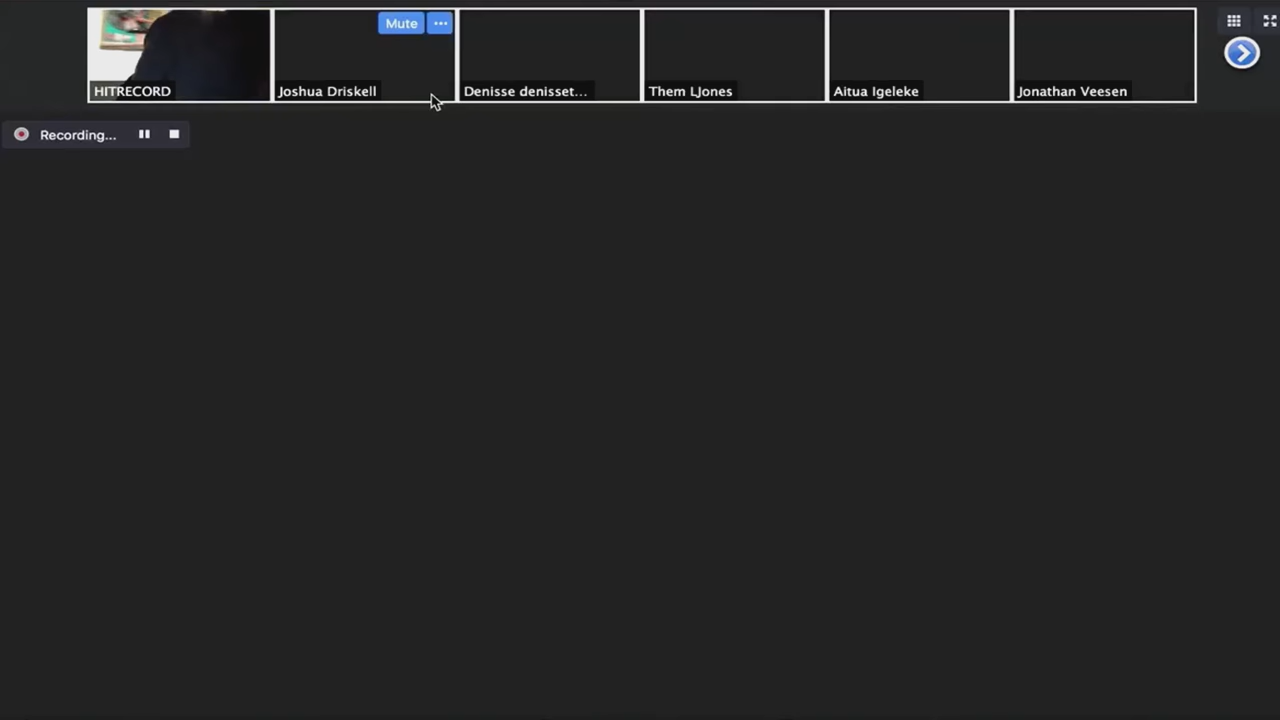 Mute ...
HITRECORD
Joshua Driskell
Denisse denisset...
Them LJones
Aitua Igeleke
Jonathan Veesen
Recording...